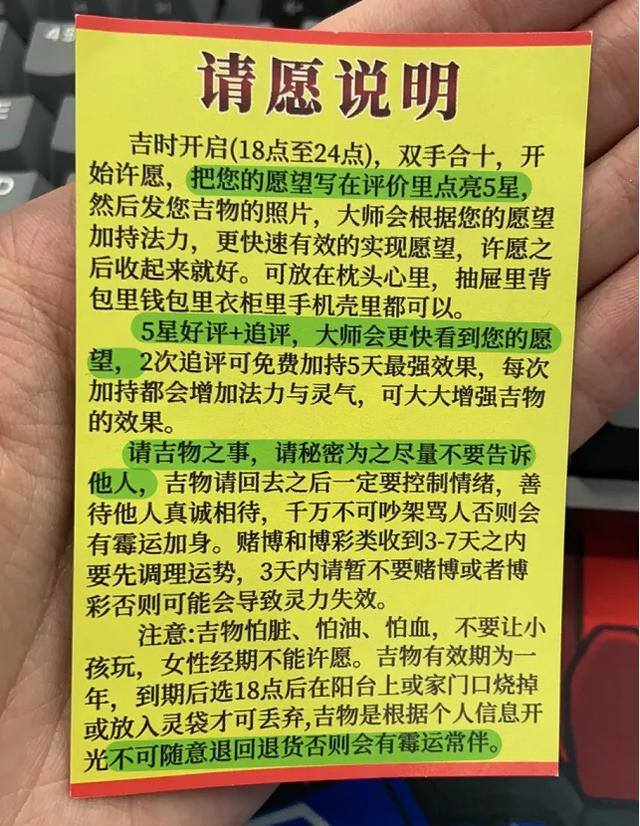 请愿说明
吉时开启(18点至24点)，双手合十，开
始许愿，把您的愿望写在评价里点亮5星，
然后发您吉物的照片，大师会根据您的愿望
加持法力，更快速有效的实现愿望，许愿之
后收起来就好。可放在枕头心里，抽屉里背
包里钱包里衣柜里手机壳里都可以。
5星好评+追评，大师会更快看到您的愿
望，2次追评可免费加持5天最强效果，每次
加持都会增加法力与灵气，可大大增强吉物
的效果。
请吉物之事，请秘密为之尽量不要告诉
他人，吉物请回去之后一定要控制情绪，善
待他人真诚相待，千万不可吵架骂人否则会
有霉运加身。赌博和博彩类收到3-7天之内
要先调理运势，3天内请暂不要赌博或者博
彩否则可能会导致灵力失效。
注意:吉物怕脏、怕油、怕血，不要让小
孩玩，女性经期不能许愿。吉物有效期为一
年，到期后选18点后在阳台上或家门口烧掉
或放入灵袋才可丢弃,吉物是根据个人信息开
光不可随意退回退货否则会有霉运常伴。